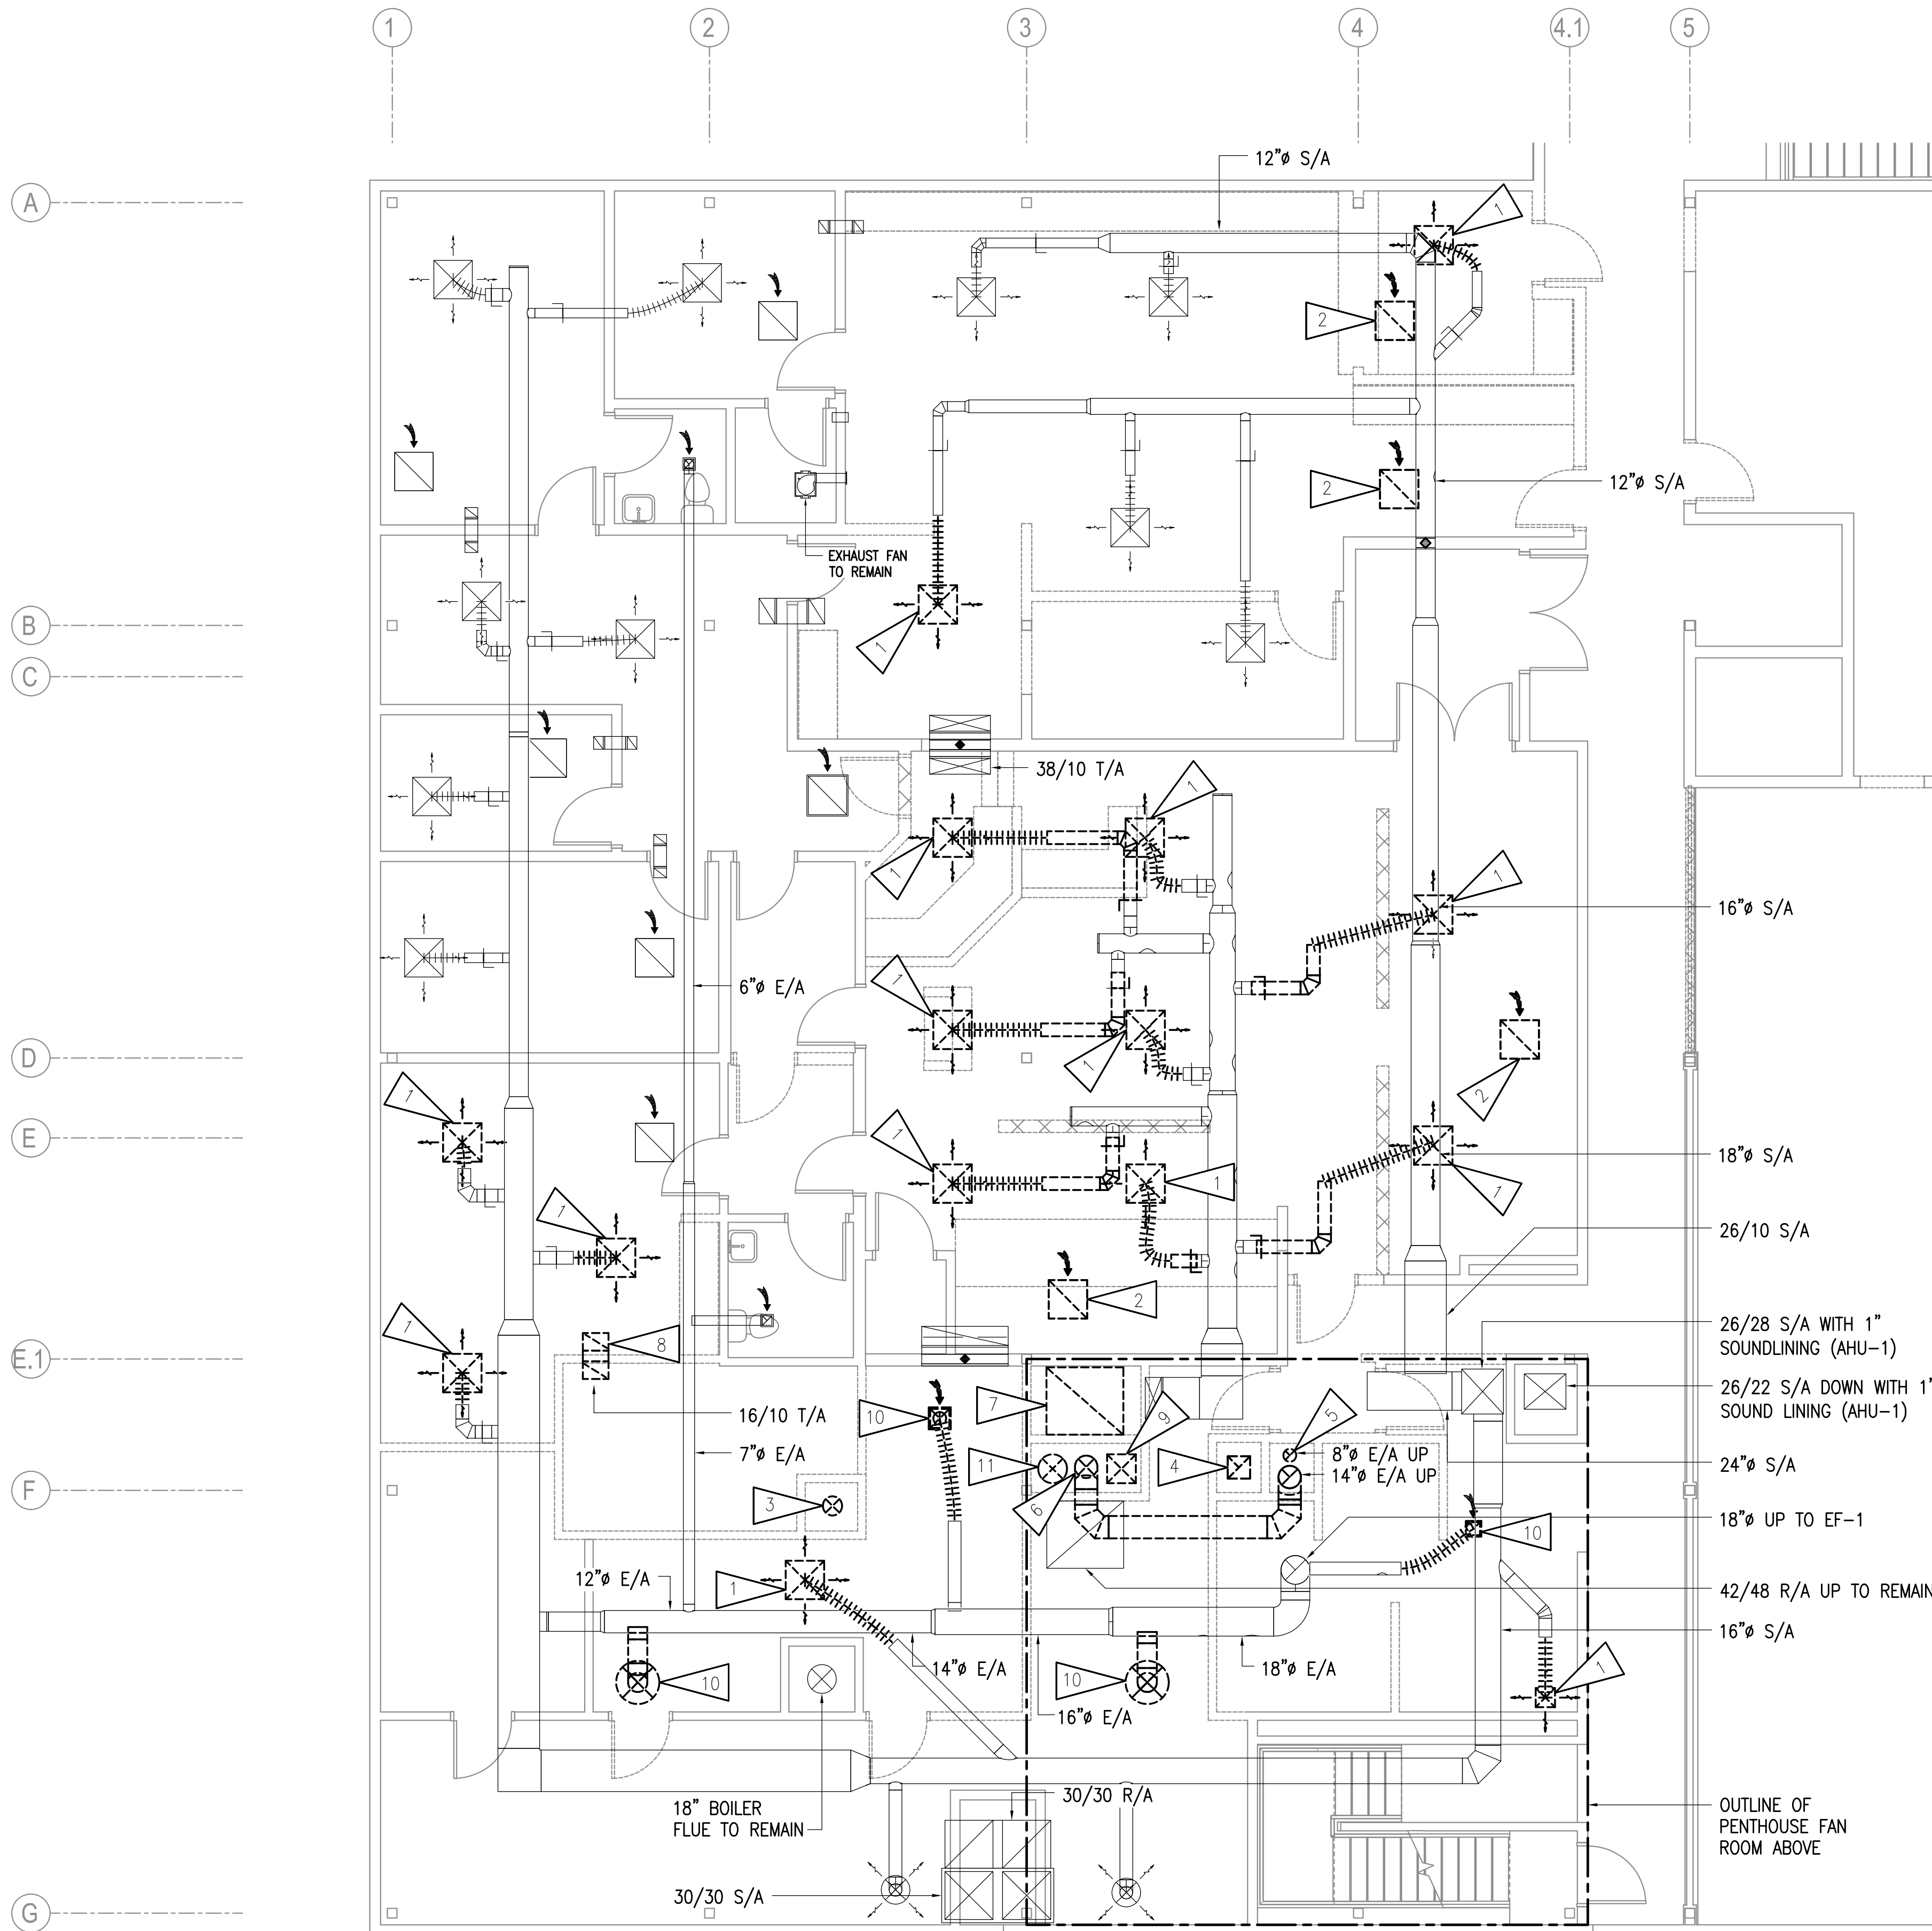 1
2
3
4
4.1
5
12"ø S/A
A
1
2
2
12"ø S/A
EXHAUST FAN
TO REMAIN
B
1
C
38/10 T/A
1
1
1
16"ø S/A
1
6"ø E/A
D
1
2
1
1
E
18"ø S/A
1
1
1
26/10 S/A
2
1
8
26/28 S/A WITH 1"
SOUNDLINING (AHU-1)
E.1
26/22 S/A DOWN WITH 1"
SOUND LINING (AHU-1)
16/10 T/A
10
7
9
5
7"ø E/A
11
6
4
8"ø E/A UP
14"ø E/A UP
24"ø S/A
F
3
18"ø UP TO EF-1
10
12"ø E/A
1
42/48 R/A UP TO REMAIN
16"ø S/A
14"ø E/A
18"ø E/A
1
10
10
16"ø E/A
18" BOILER
FLUE TO REMAIN
30/30 R/A
OUTLINE OF
PENTHOUSE FAN
ROOM ABOVE
30/30 S/A
G